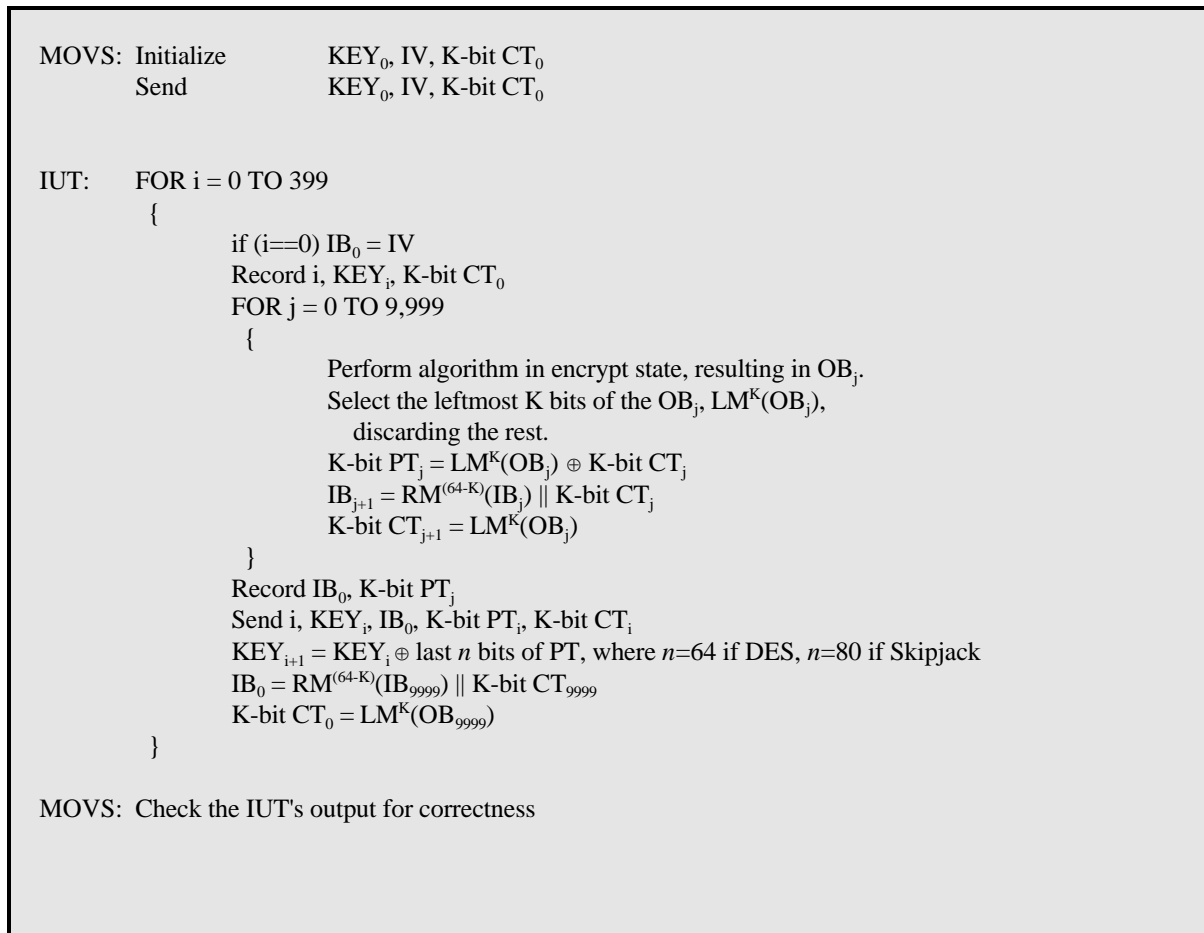 MOVS: Initialize KEY₀, IV, K-bit CT₀
Send KEY₀, IV, K-bit CT₀
IUT: FOR i = 0 TO 399
{
if (i==0) IB₀ = IV
Record i, KEYᵢ, K-bit CT₀
FOR j = 0 TO 9,999
{
Perform algorithm in encrypt state, resulting in OBⱼ.
Select the leftmost K bits of the OBⱼ, LMᴷ(OBⱼ),
discarding the rest.
K-bit PTⱼ = LMᴷ(OBⱼ) ⊕ K-bit CTⱼ
IBⱼ₊₁ = RM⁽⁶⁴⁻ᴷ⁾(IBⱼ) || K-bit CTⱼ
K-bit CTⱼ₊₁ = LMᴷ(OBⱼ)
}
Record IB₀, K-bit PTⱼ
Send i, KEYᵢ, IB₀, K-bit PTᵢ, K-bit CTᵢ
KEYᵢ₊₁ = KEYᵢ ⊕ last n bits of PT, where n=64 if DES, n=80 if Skipjack
IB₀ = RM⁽⁶⁴⁻ᴷ⁾(IB₉₉₉₉) || K-bit CT₉₉₉₉
K-bit CT₀ = LMᴷ(OB₉₉₉₉)
}
MOVS: Check the IUT's output for correctness